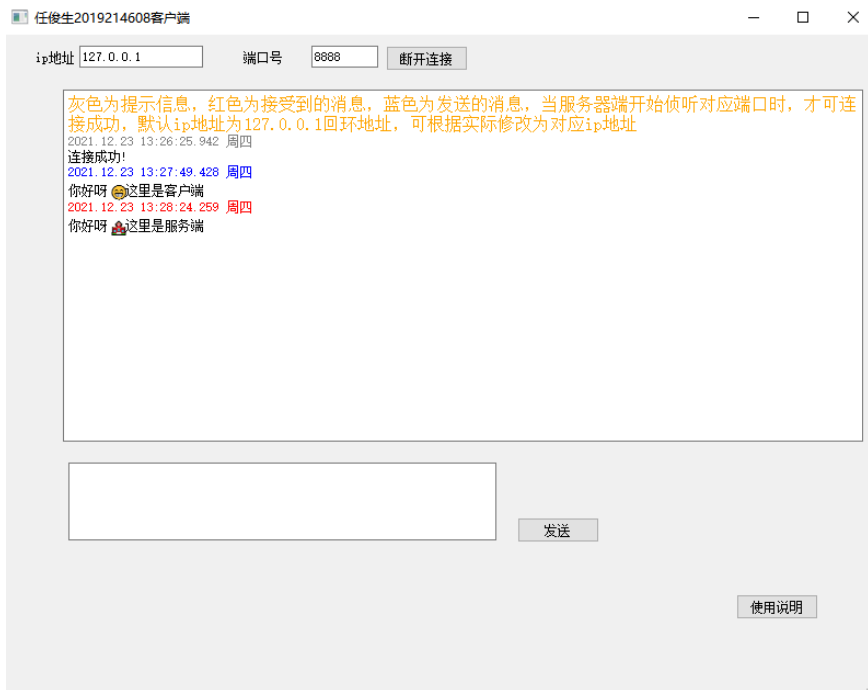 任俊生2019214608客户端
ip地址 127.0.0.1 端口号 8888 断开连接
灰色为提示信息，红色为接受到的消息，蓝色为发送的消息，当服务器端开始侦听对应端口时，才可连
接成功，默认ip地址为127.0.0.1回环地址，可根据实际修改为对应ip地址
2021.12.23 13:26:25.942 周四
连接成功!
2021.12.23 13:27:49.428 周四
你好呀 😄这里是客户端
2021.12.23 13:28:24.259 周四
你好呀 这里是服务端
发送
使用说明